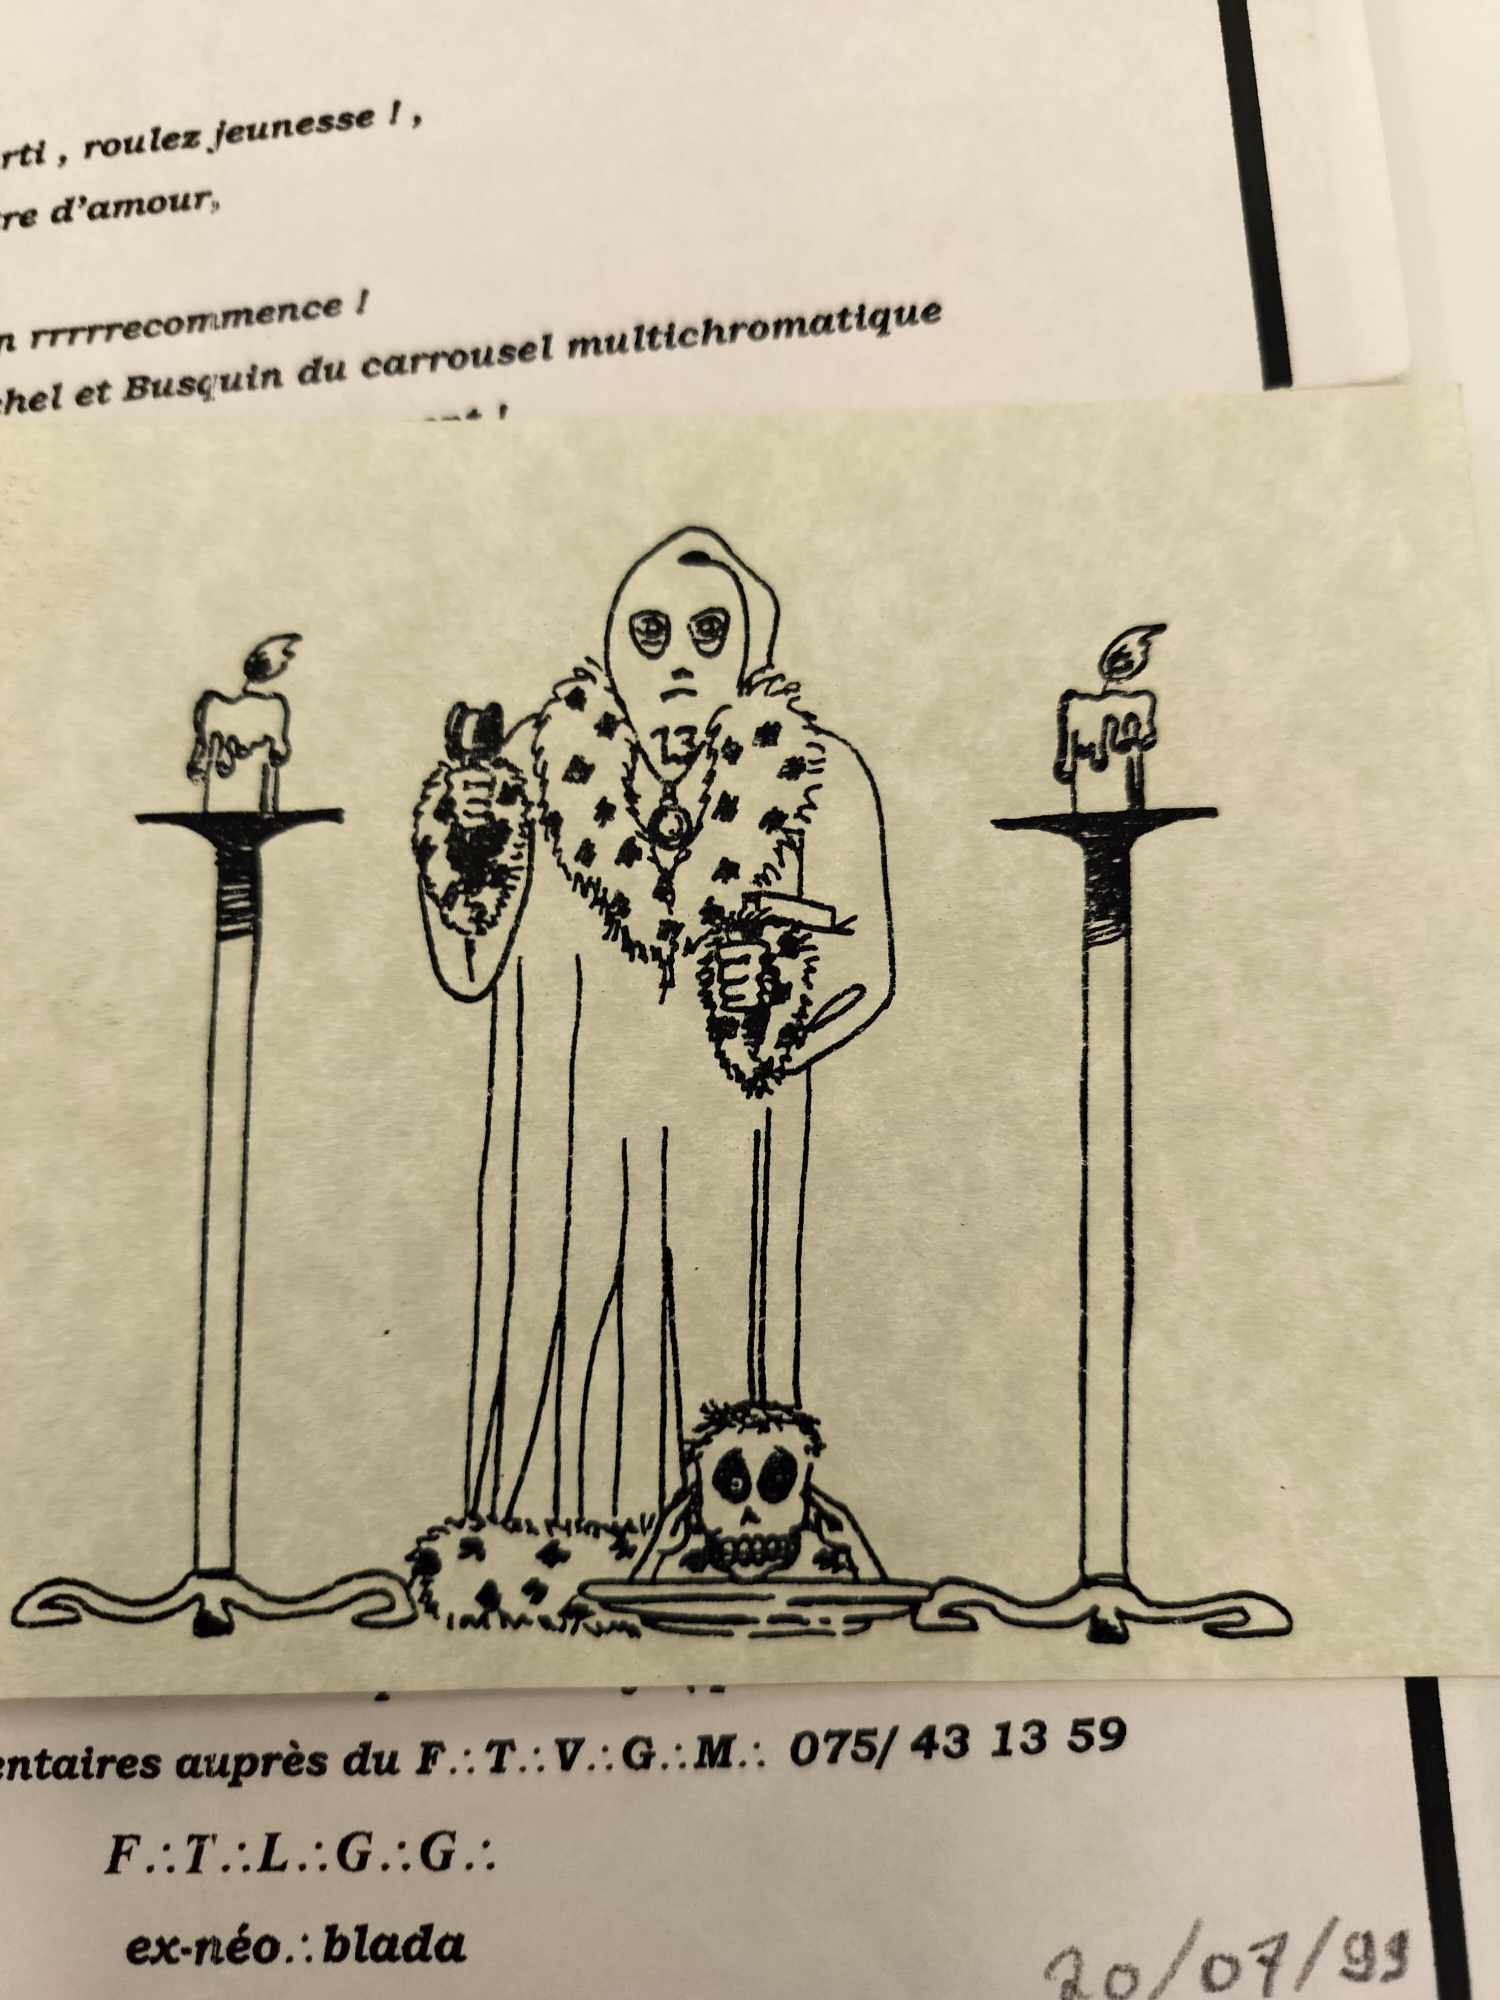 rti , roulez jeunesse ! ,
re d'amour,
n rrrrrecommence !
chel et Busquin du carrousel multichromatique
ent !
13
entaires auprès du F∴T∴V∴G∴M∴ 075/ 43 13 59
F∴T∴L∴G∴G∴
ex-néo∴blada
20/07/99